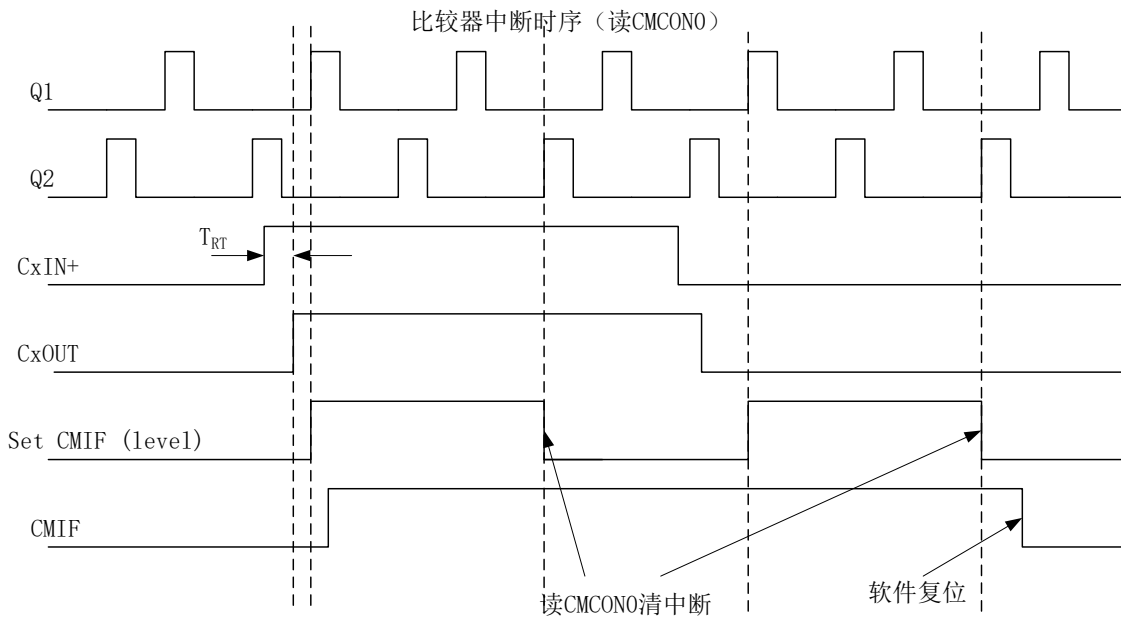 比较器中断时序（读CMCON0）
Q1
Q2
TRT
CxIN+
CxOUT
Set CMIF (level)
CMIF
读CMCON0清中断
软件复位